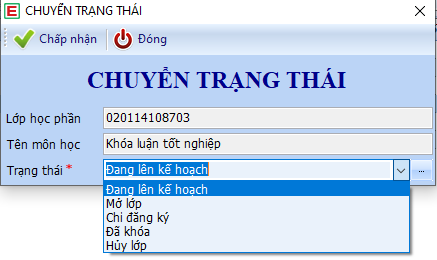 E CHUYỂN TRẠNG THÁI
Chấp nhận Đóng
CHUYỂN TRẠNG THÁI
Lớp học phần 020114108703
Tên môn học Khóa luận tốt nghiệp
Trạng thái * Đang lên kế hoạch ...
Đang lên kế hoạch
Mở lớp
Chi đăng ký
Đã khóa
Hủy lớp